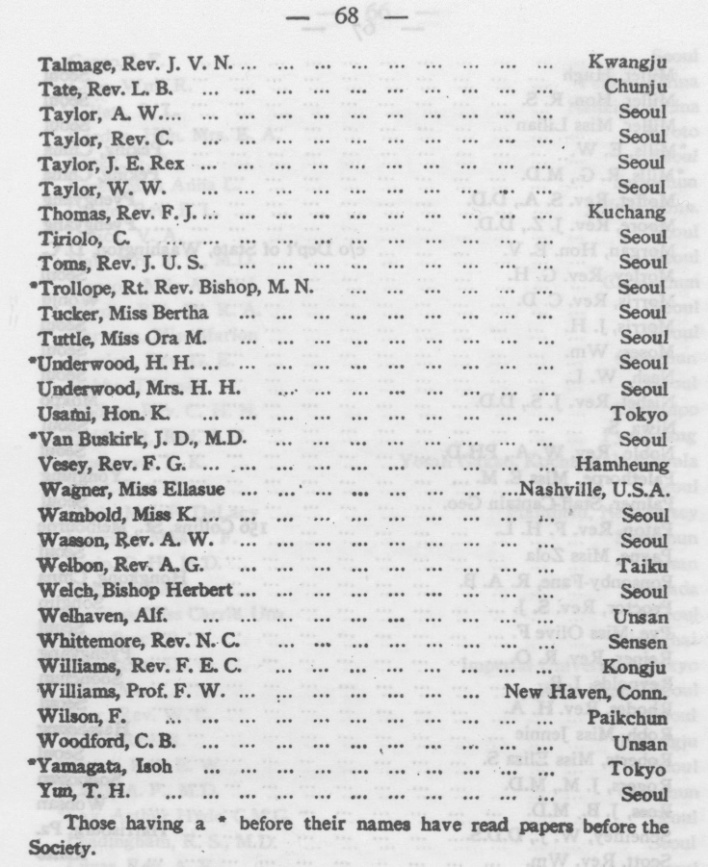 — 68 —
Talmage, Rev. J. V. N. ... ... ... ... ... ... ... ... ... Kwangju
Tate, Rev. L. B. ... ... ... ... ... ... ... ... ... ... Chunju
Taylor, A. W. ... ... ... ... ... ... ... ... ... ... ... Seoul
Taylor, Rev. C. ... ... ... ... ... ... ... ... ... ... Seoul
Taylor, J. E. Rex ... ... ... ... ... ... ... ... ... ... Seoul
Taylor, W. W. ... ... ... ... ... ... ... ... ... ... Seoul
Thomas, Rev. F. J. ... ... ... ... ... ... ... ... ... ... Kuchang
Tiriolo, C. ... ... ... ... ... ... ... ... ... ... ... Seoul
Toms, Rev. J. U. S. ... ... ... ... ... ... ... ... ... ... Seoul
*Trollope, Rt. Rev. Bishop, M. N. ... ... ... ... ... ... Seoul
Tucker, Miss Bertha ... ... ... ... ... ... ... ... ... Seoul
Tuttle, Miss Ora M. ... ... ... ... ... ... ... ... ... Seoul
*Underwood, H. H. ... ... ... ... ... ... ... ... ... ... Seoul
Underwood, Mrs. H. H. ... ... ... ... ... ... ... ... Seoul
Usami, Hon. K. ... ... ... ... ... ... ... ... ... ... Tokyo
*Van Buskirk, J. D., M.D. ... ... ... ... ... ... ... ... Seoul
Vesey, Rev. F. G. ... ... ... ... ... ... ... ... ... Hamheung
Wagner, Miss Ellasue ... ... ... ... ... ... ... Nashville, U.S.A.
Wambold, Miss K. ... ... ... ... ... ... ... ... ... Seoul
Wasson, Rev. A. W. ... ... ... ... ... ... ... ... ... Seoul
Welbon, Rev. A. G. ... ... ... ... ... ... ... ... ... Taiku
Welch, Bishop Herbert ... ... ... ... ... ... ... ... ... Seoul
Welhaven, Alf. ... ... ... ... ... ... ... ... ... ... Unsan
Whittemore, Rev. N. C. ... ... ... ... ... ... ... ... Sensen
Williams, Rev. F. E. C. ... ... ... ... ... ... ... ... Kongju
Williams, Prof. F. W. ... ... ... ... ... ... ... New Haven, Conn.
Wilson, F. ... ... ... ... ... ... ... ... ... ... Paikchun
Woodford, C. B. ... ... ... ... ... ... ... ... ... ... Unsan
*Yamagata, Isoh ... ... ... ... ... ... ... ... ... ... Tokyo
Yun, T. H. ... ... ... ... ... ... ... ... ... ... ... Seoul
Those having a * before their names have read papers before the
Society.